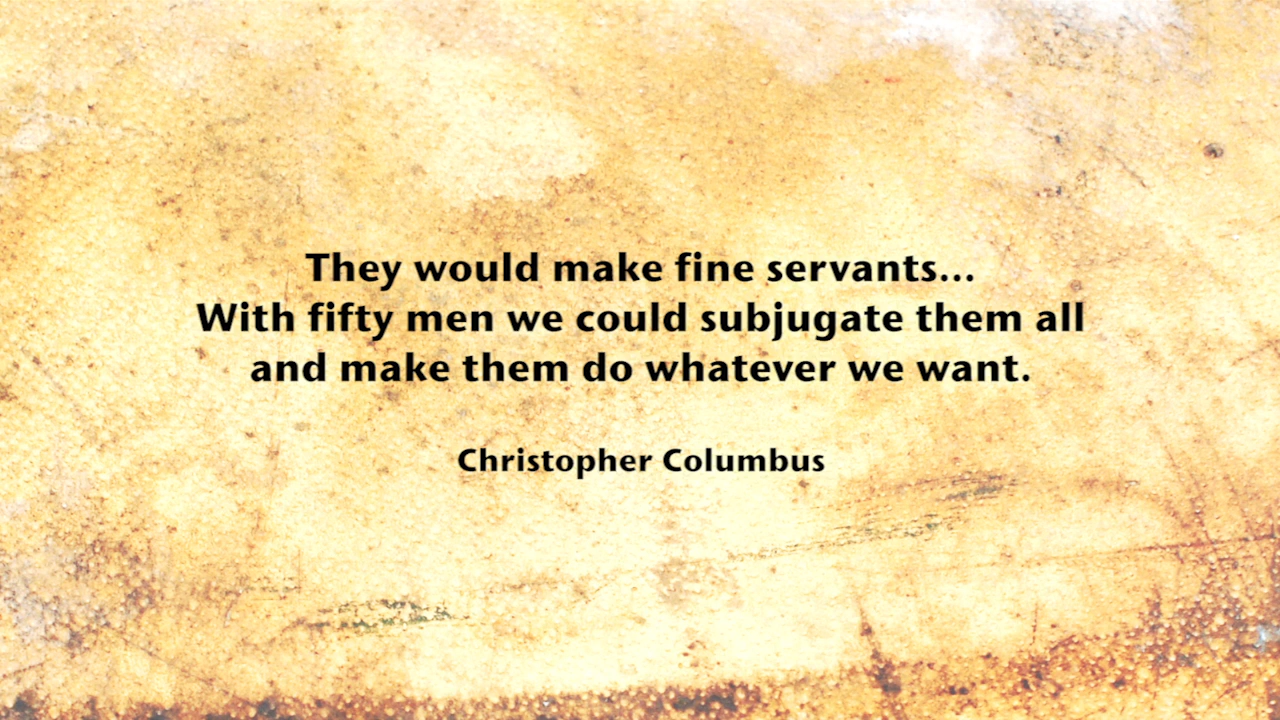 They would make fine servants...
With fifty men we could subjugate them all
and make them do whatever we want.
Christopher Columbus